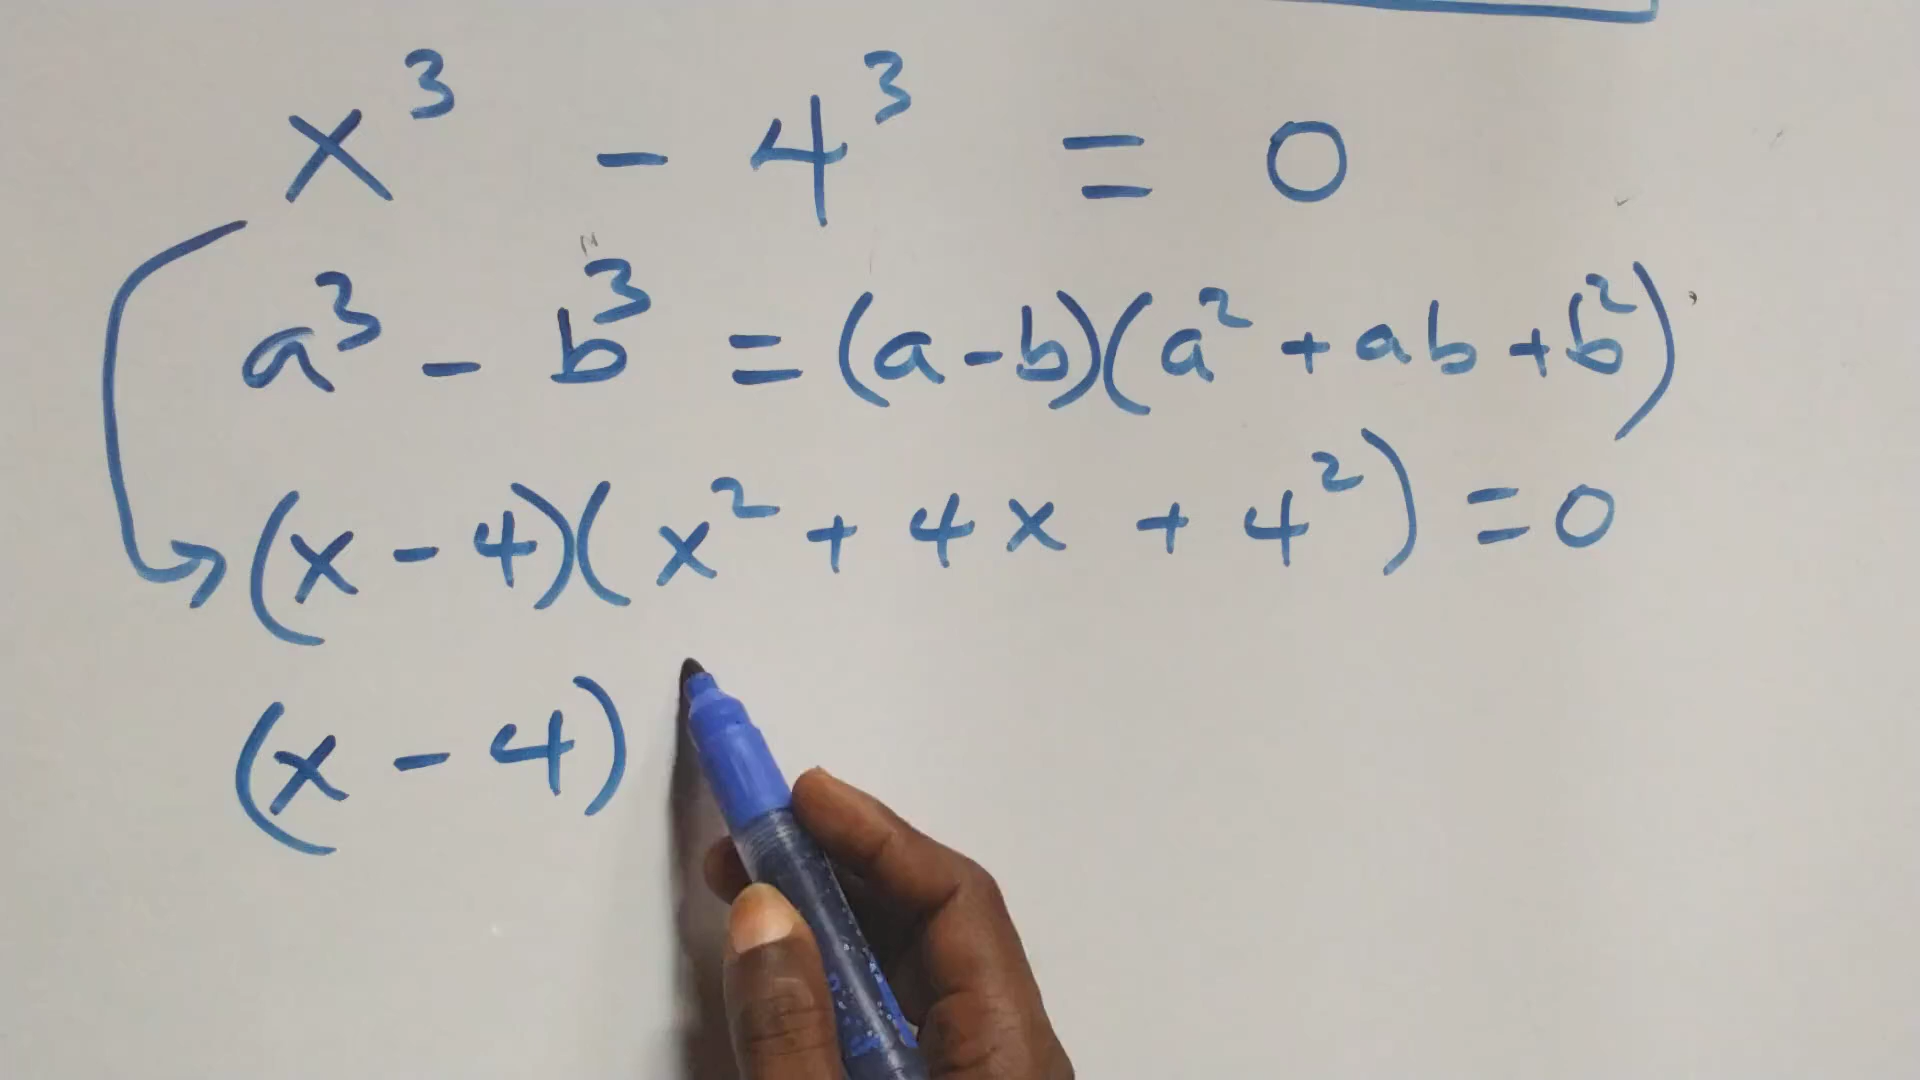 x³ - 4³ = 0
a³ - b³ = (a-b)(a² + ab + b²)
(x - 4)(x² + 4x + 4²) = 0
(x - 4)